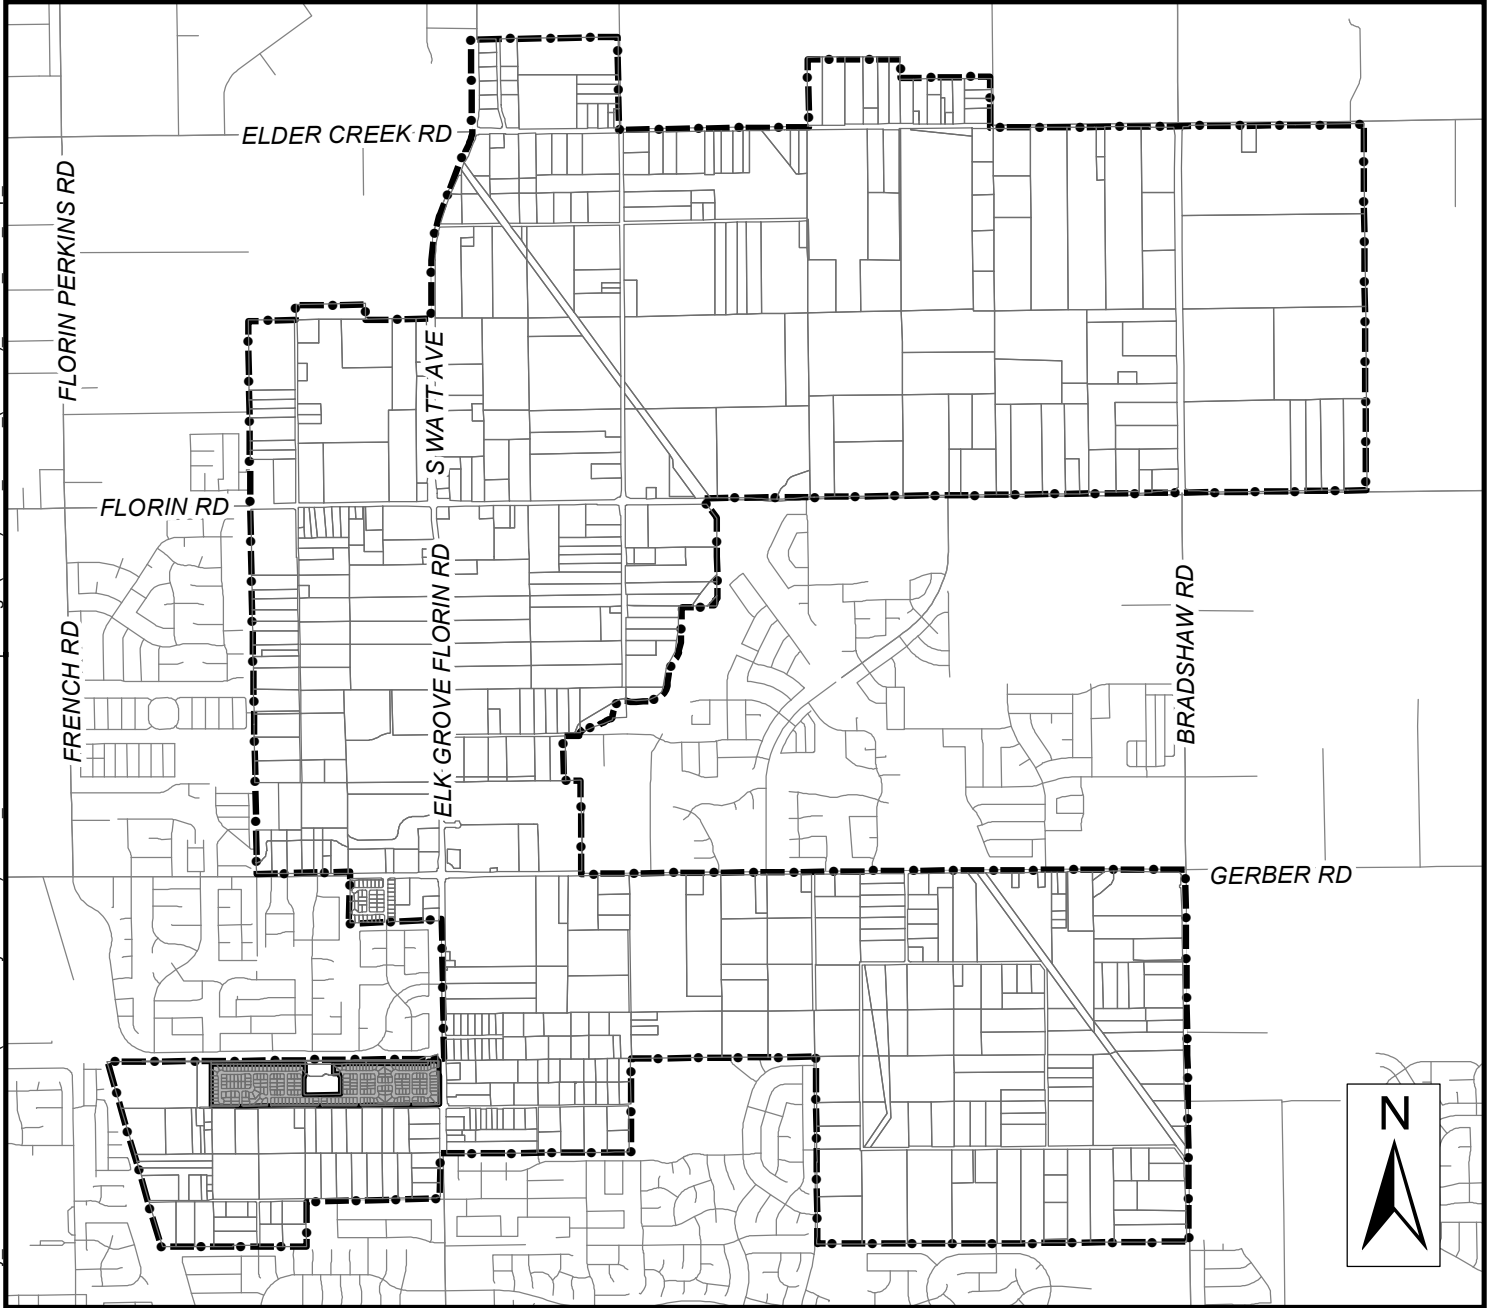 ELDER CREEK RD
FLORIN PERKINS RD
S WATT AVE
FLORIN RD
ELK GROVE FLORIN RD
FRENCH RD
BRADSHAW RD
GERBER RD
N